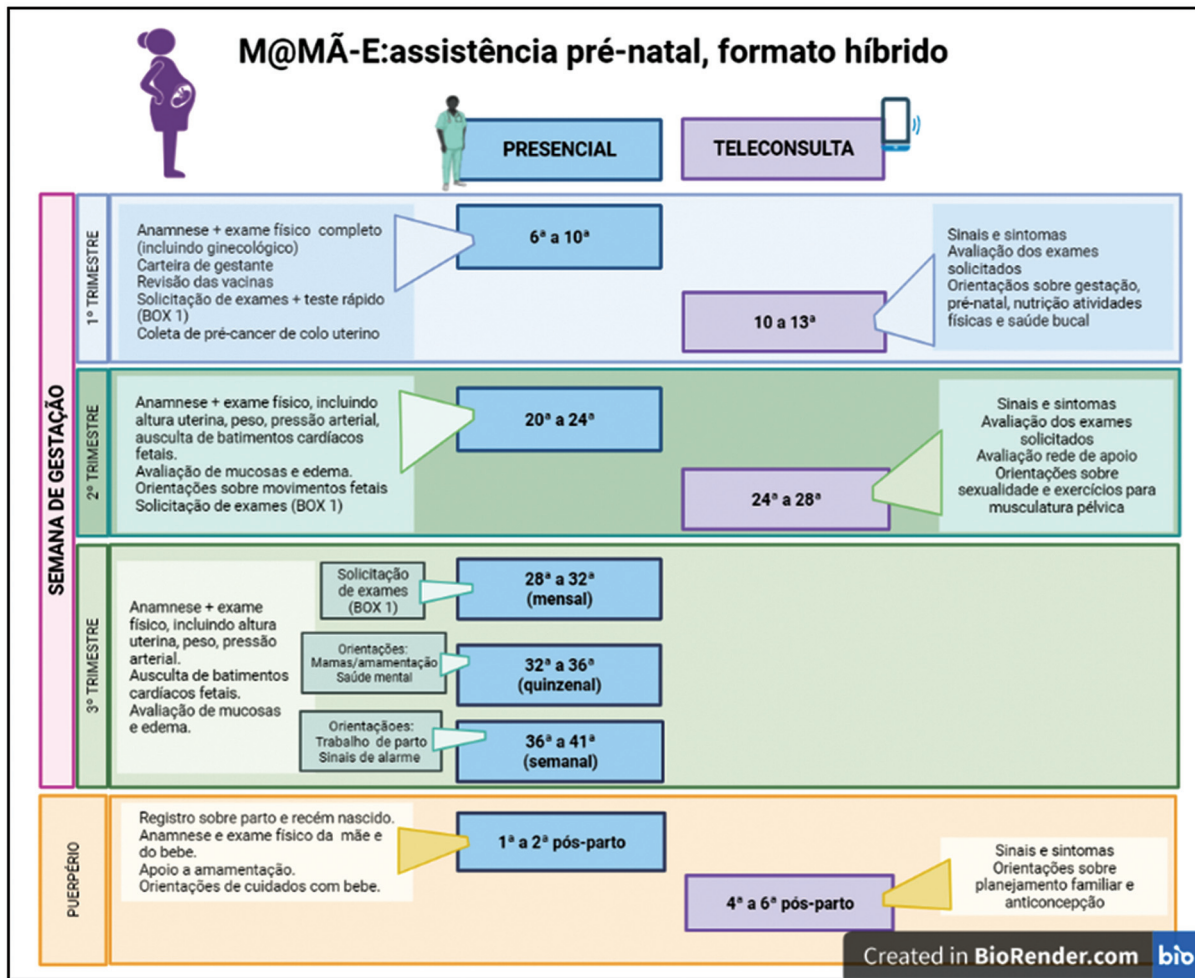 M@MÃ-E:assistência pré-natal, formato híbrido
PRESENCIAL
TELECONSULTA
SEMANA DE GESTAÇÃO
1º TRIMESTRE
Anamnese + exame físico completo
(incluindo ginecológico)
Carteira de gestante
Revisão das vacinas
Solicitação de exames + teste rápido
(BOX 1)
Coleta de pré-cancer de colo uterino
6ª a 10ª
10 a 13ª
Sinais e sintomas
Avaliação dos exames
solicitados
Orientaçãos sobre gestação,
pré-natal, nutrição atividades
físicas e saúde bucal
2º TRIMESTRE
Anamnese + exame físico, incluindo
altura uterina, peso, pressão arterial,
ausculta de batimentos cardíacos
fetais.
Avaliação de mucosas e edema.
Orientações sobre movimentos fetais
Solicitação de exames (BOX 1)
20ª a 24ª
24ª a 28ª
Sinais e sintomas
Avaliação dos exames
solicitados
Avaliação rede de apoio
Orientações sobre
sexualidade e exercícios para
musculatura pélvica
3º TRIMESTRE
Anamnese + exame
físico, incluindo altura
uterina, peso, pressão
arterial.
Ausculta de batimentos
cardíacos fetais.
Avaliação de mucosas
e edema.
Solicitação
de exames
(BOX 1)
28ª a 32ª
(mensal)
Orientações:
Mamas/amamentação
Saúde mental
32ª a 36ª
(quinzenal)
Orientaçãoes:
Trabalho de parto
Sinais de alarme
36ª a 41ª
(semanal)
PUERPÉRIO
Registro sobre parto e recém nascido.
Anamnese e exame físico da mãe e
do bebe.
Apoio a amamentação.
Orientações de cuidados com bebe.
1ª a 2ª pós-parto
4ª a 6ª pós-parto
Sinais e sintomas
Orientações sobre
planejamento familiar e
anticoncepção
Created in BioRender.com bio